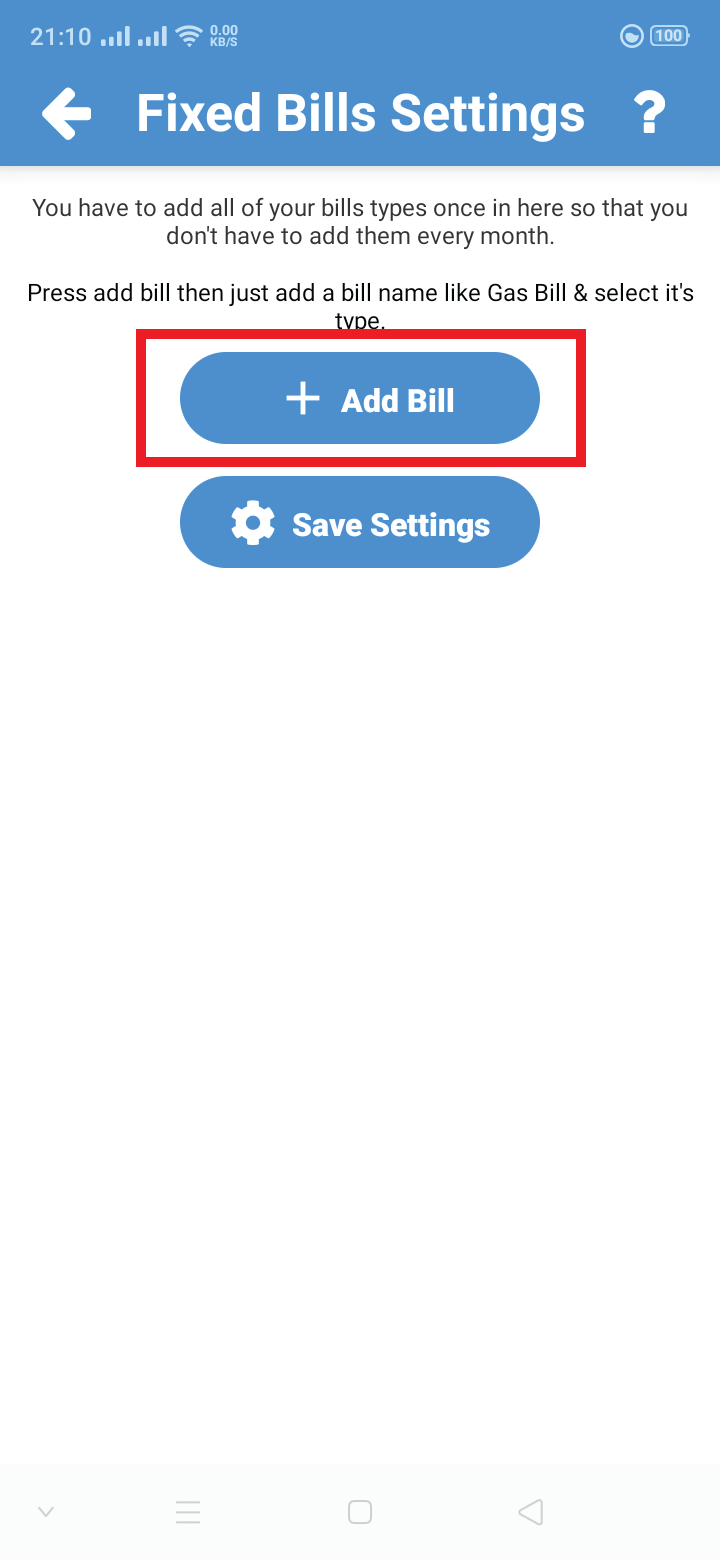 21:10
0.00
KB/S
100
Fixed Bills Settings ?
You have to add all of your bills types once in here so that you
don't have to add them every month.
Press add bill then just add a bill name like Gas Bill & select it's
type.
Add Bill
Save Settings